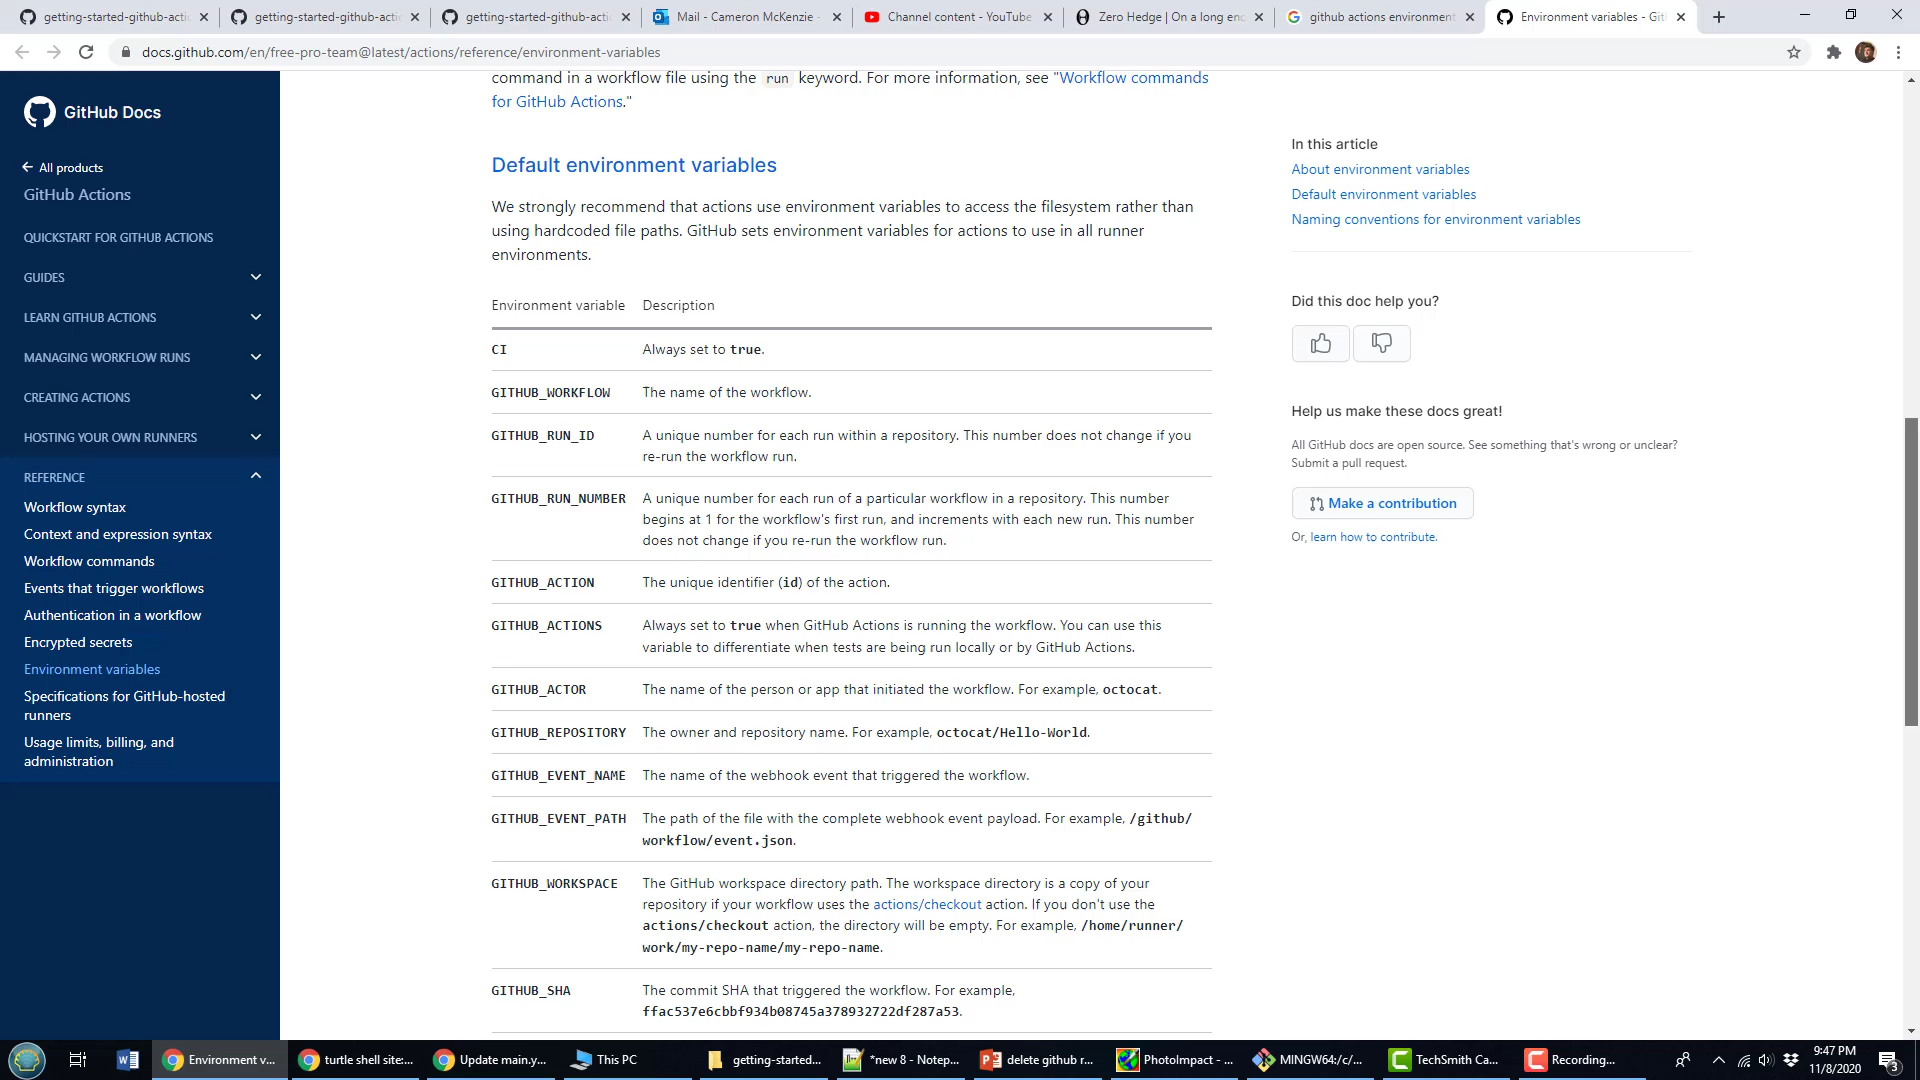 getting-started-github-actio
getting-started-github-actio
getting-started-github-actio
Mail - Cameron McKenzie -
Channel content - YouTube
Zero Hedge | On a long en
github actions environment
Environment variables - Git
docs.github.com/en/free-pro-team@latest/actions/reference/environment-variables
GitHub Docs
All products
GitHub Actions
QUICKSTART FOR GITHUB ACTIONS
GUIDES
LEARN GITHUB ACTIONS
MANAGING WORKFLOW RUNS
CREATING ACTIONS
HOSTING YOUR OWN RUNNERS
REFERENCE
Workflow syntax
Context and expression syntax
Workflow commands
Events that trigger workflows
Authentication in a workflow
Encrypted secrets
Environment variables
Specifications for GitHub-hosted
runners
Usage limits, billing, and
administration
command in a workflow file using the run keyword. For more information, see "Workflow commands
for GitHub Actions."
Default environment variables
We strongly recommend that actions use environment variables to access the filesystem rather than
using hardcoded file paths. GitHub sets environment variables for actions to use in all runner
environments.
Environment variable Description
CI Always set to true.
GITHUB_WORKFLOW The name of the workflow.
GITHUB_RUN_ID A unique number for each run within a repository. This number does not change if you
re-run the workflow run.
GITHUB_RUN_NUMBER A unique number for each run of a particular workflow in a repository. This number
begins at 1 for the workflow's first run, and increments with each new run. This number
does not change if you re-run the workflow run.
GITHUB_ACTION The unique identifier (id) of the action.
GITHUB_ACTIONS Always set to true when GitHub Actions is running the workflow. You can use this
variable to differentiate when tests are being run locally or by GitHub Actions.
GITHUB_ACTOR The name of the person or app that initiated the workflow. For example, octocat.
GITHUB_REPOSITORY The owner and repository name. For example, octocat/Hello-World.
GITHUB_EVENT_NAME The name of the webhook event that triggered the workflow.
GITHUB_EVENT_PATH The path of the file with the complete webhook event payload. For example, /github/
workflow/event.json.
GITHUB_WORKSPACE The GitHub workspace directory path. The workspace directory is a copy of your
repository if your workflow uses the actions/checkout action. If you don't use the
actions/checkout action, the directory will be empty. For example, /home/runner/
work/my-repo-name/my-repo-name.
GITHUB_SHA The commit SHA that triggered the workflow. For example,
ffac537e6cbbf934b08745a378932722df287a53.
In this article
About environment variables
Default environment variables
Naming conventions for environment variables
Did this doc help you?
Help us make these docs great!
All GitHub docs are open source. See something that's wrong or unclear?
Submit a pull request.
Make a contribution
Or, learn how to contribute.
Environment v...
turtle shell site:...
Update main.y...
This PC
getting-started...
*new 8 - Notep...
delete github r...
PhotoImpact - ...
MINGW64:/c/...
TechSmith Ca...
Recording...
9:47 PM
11/8/2020
3